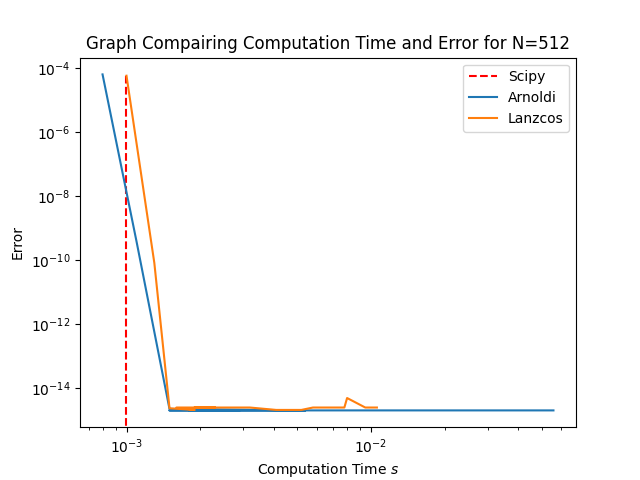 Graph Compairing Computation Time and Error for N=512
10⁻⁴
10⁻⁶
10⁻⁸
10⁻¹⁰
10⁻¹²
10⁻¹⁴
Error
Scipy
Arnoldi
Lanzcos
10⁻³
10⁻²
Computation Time s